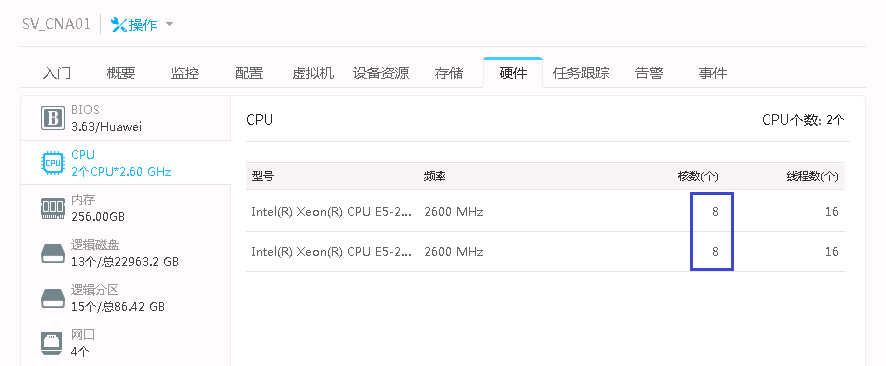 SV_CNA01 操作
入门 概要 监控 配置 虚拟机 设备资源 存储 硬件 任务跟踪 告警 事件
BIOS
3.63/Huawei
CPU
2个CPU*2.60 GHz
内存
256.00GB
逻辑磁盘
13个/总22963.2 GB
逻辑分区
15个/总86.42 GB
网口
4个
CPU CPU个数: 2个
型号 频率 核数(个) 线程数(个)
Intel(R) Xeon(R) CPU E5-2... 2600 MHz 8 16
Intel(R) Xeon(R) CPU E5-2... 2600 MHz 8 16